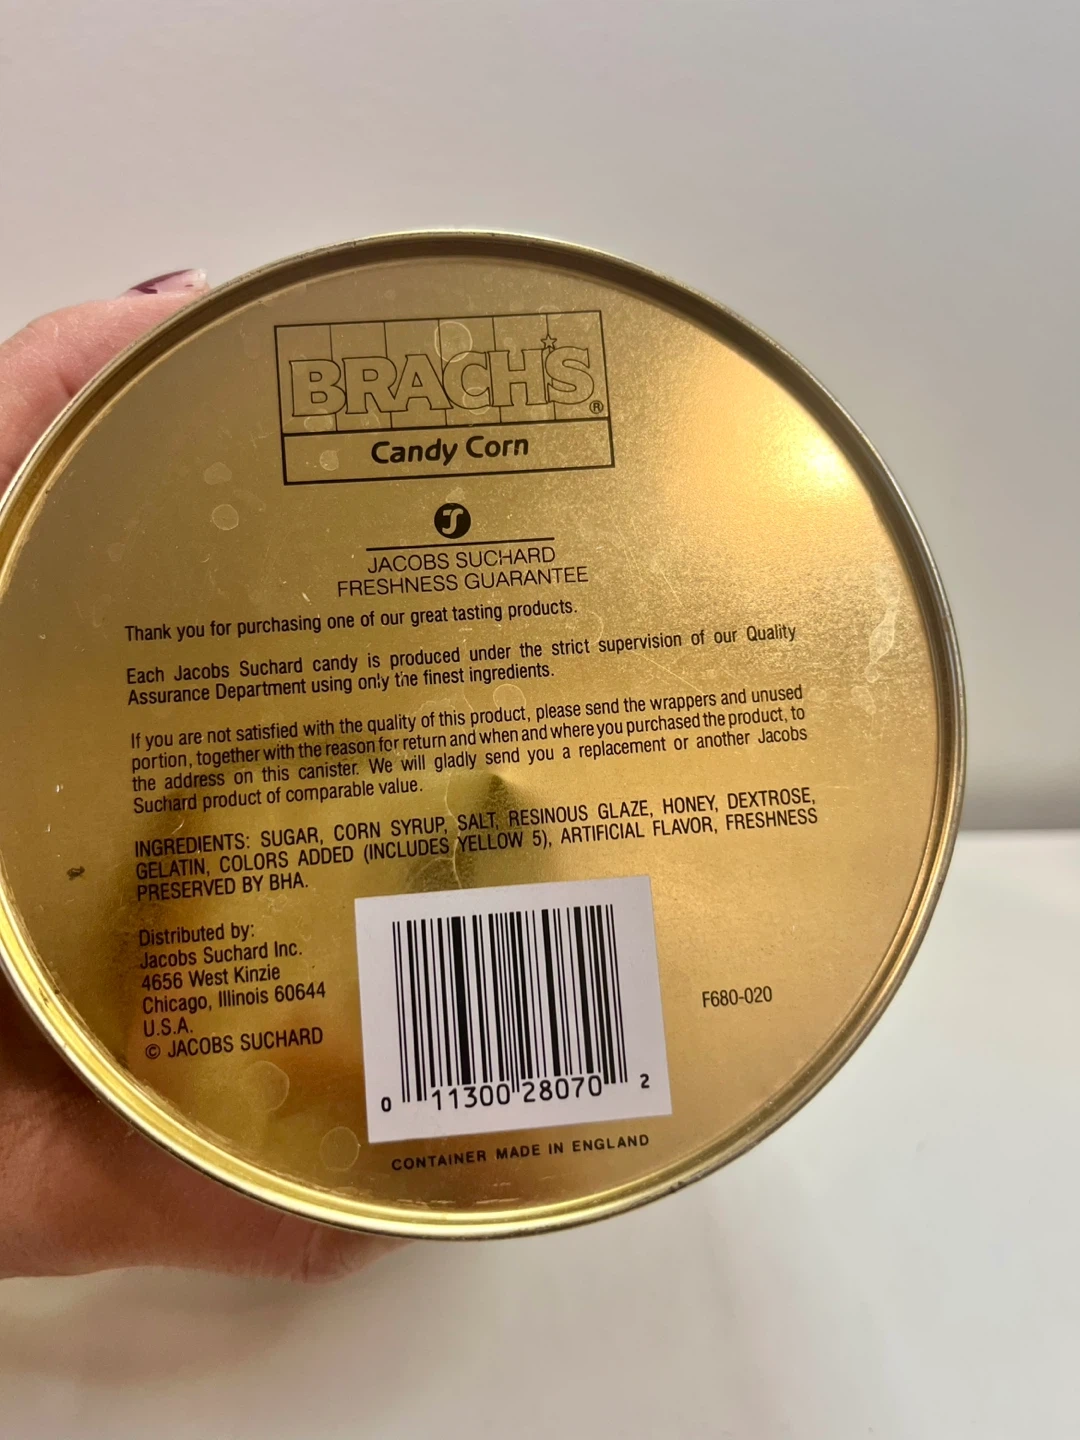 BRACH'S®
Candy Corn
JACOBS SUCHARD
FRESHNESS GUARANTEE
Thank you for purchasing one of our great tasting products.
Each Jacobs Suchard candy is produced under the strict supervision of our Quality
Assurance Department using only the finest ingredients.
If you are not satisfied with the quality of this product, please send the wrappers and unused
portion, together with the reason for return and when and where you purchased the product, to
the address on this canister. We will gladly send you a replacement or another Jacobs
Suchard product of comparable value.
INGREDIENTS: SUGAR, CORN SYRUP, SALT, RESINOUS GLAZE, HONEY, DEXTROSE,
GELATIN, COLORS ADDED (INCLUDES YELLOW 5), ARTIFICIAL FLAVOR, FRESHNESS
PRESERVED BY BHA.
Distributed by:
Jacobs Suchard Inc.
4656 West Kinzie
Chicago, Illinois 60644
U.S.A.
© JACOBS SUCHARD
F680-020
0 11300 28070 2
CONTAINER MADE IN ENGLAND